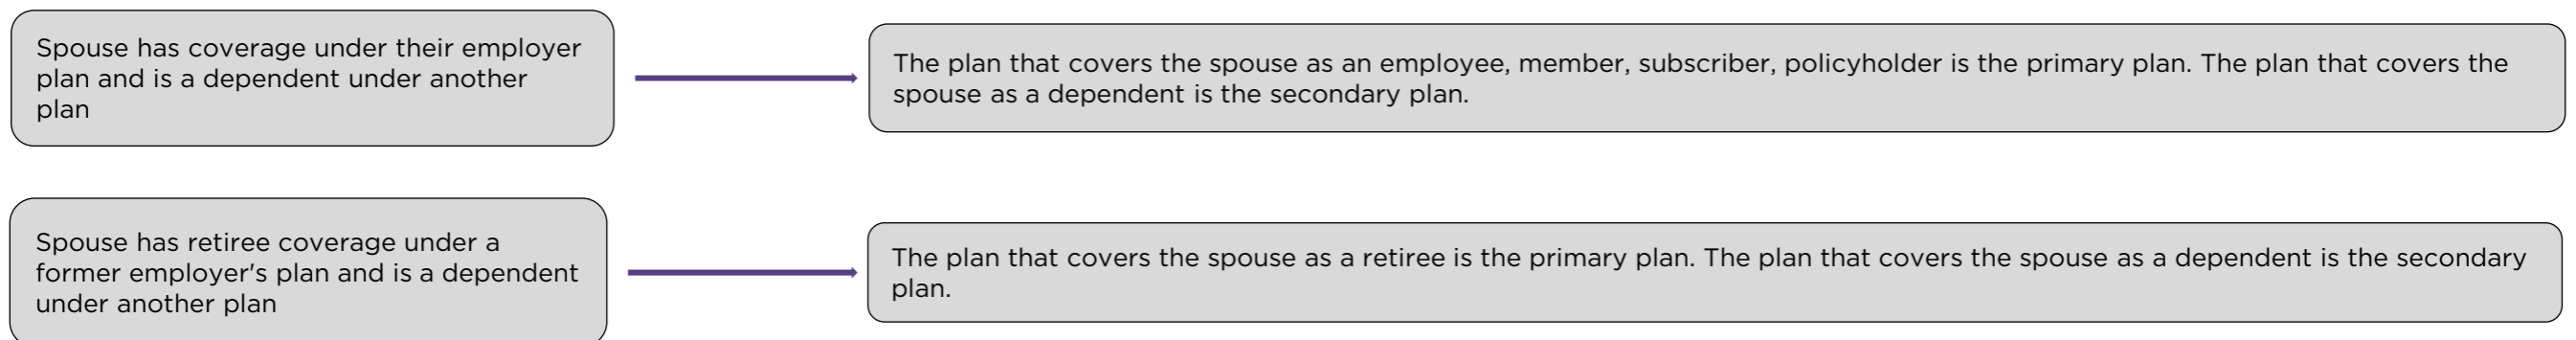 Spouse has coverage under their employer
plan and is a dependent under another
plan
The plan that covers the spouse as an employee, member, subscriber, policyholder is the primary plan. The plan that covers the
spouse as a dependent is the secondary plan.
Spouse has retiree coverage under a
former employer's plan and is a dependent
under another plan
The plan that covers the spouse as a retiree is the primary plan. The plan that covers the spouse as a dependent is the secondary
plan.